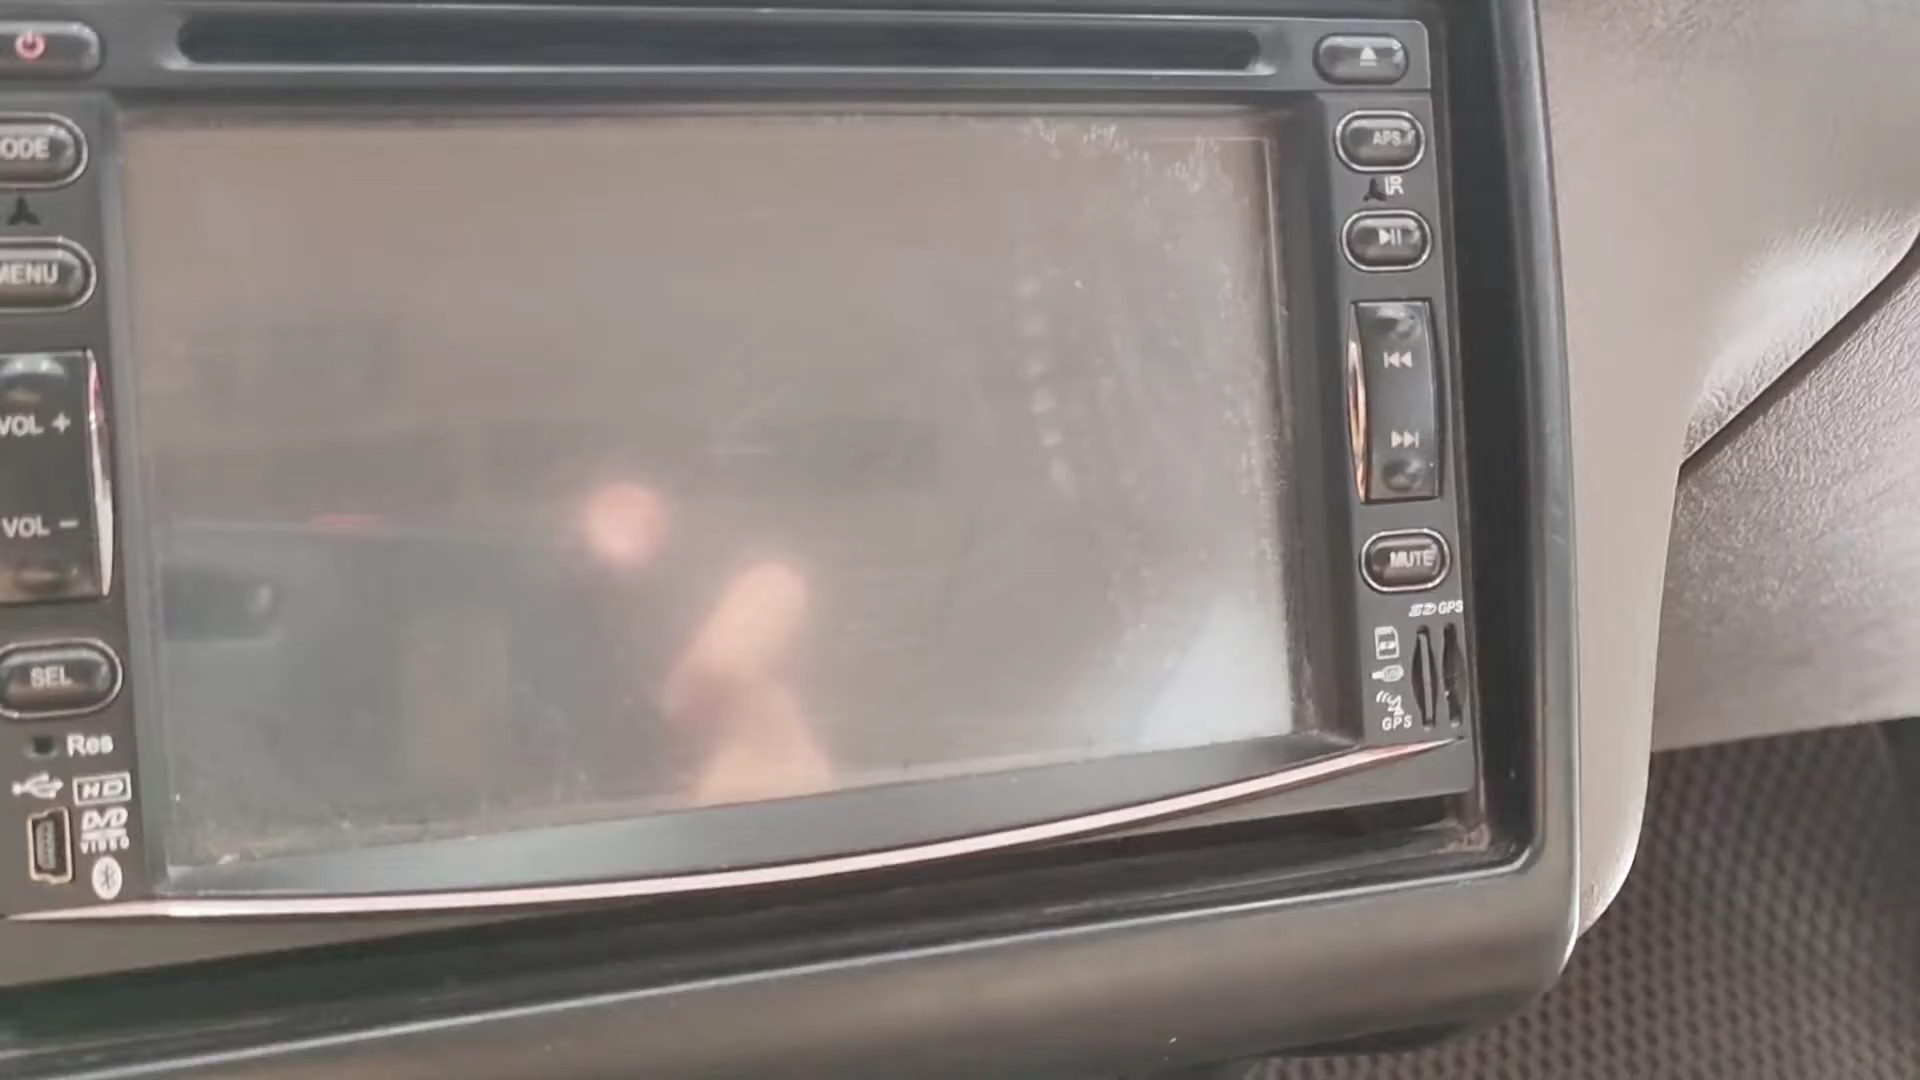 ODE
MENU
VOL +
VOL −
SEL
Res
HD
DVD
VIDEO
APS
IR
MUTE
SD GPS
GPS